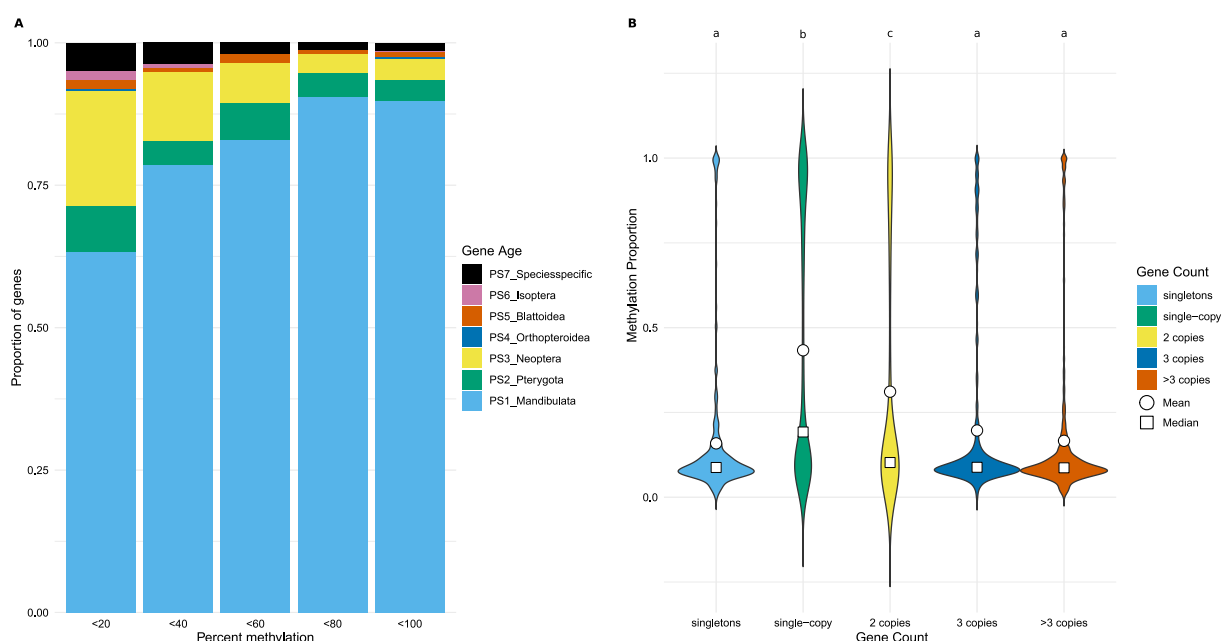 A
1.00
0.75
0.50
0.25
0.00
Proportion of genes
<20
<40
<60
<80
<100
Percent methylation
Gene Age
PS7_Speciesspecific
PS6_Isoptera
PS5_Blattoidea
PS4_Orthopteroidea
PS3_Neoptera
PS2_Pterygota
PS1_Mandibulata
B
a
b
c
a
a
1.0
0.5
0.0
Methylation Proportion
singletons
single−copy
2 copies
3 copies
>3 copies
Gene Count
Gene Count
singletons
single−copy
2 copies
3 copies
>3 copies
Mean
Median